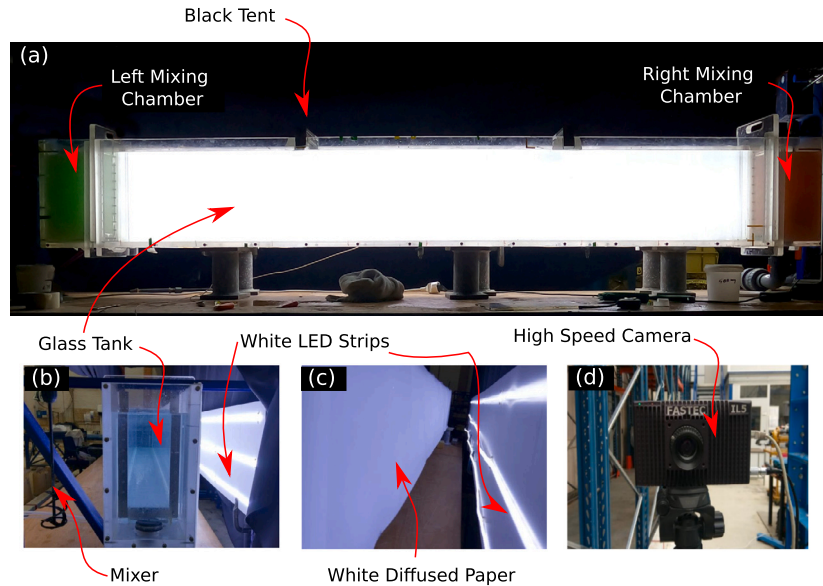 Black Tent
(a)
Left Mixing
Chamber
Right Mixing
Chamber
Glass Tank
White LED Strips
High Speed Camera
(b)
(c)
(d)
FASTEC IL5
Mixer
White Diffused Paper